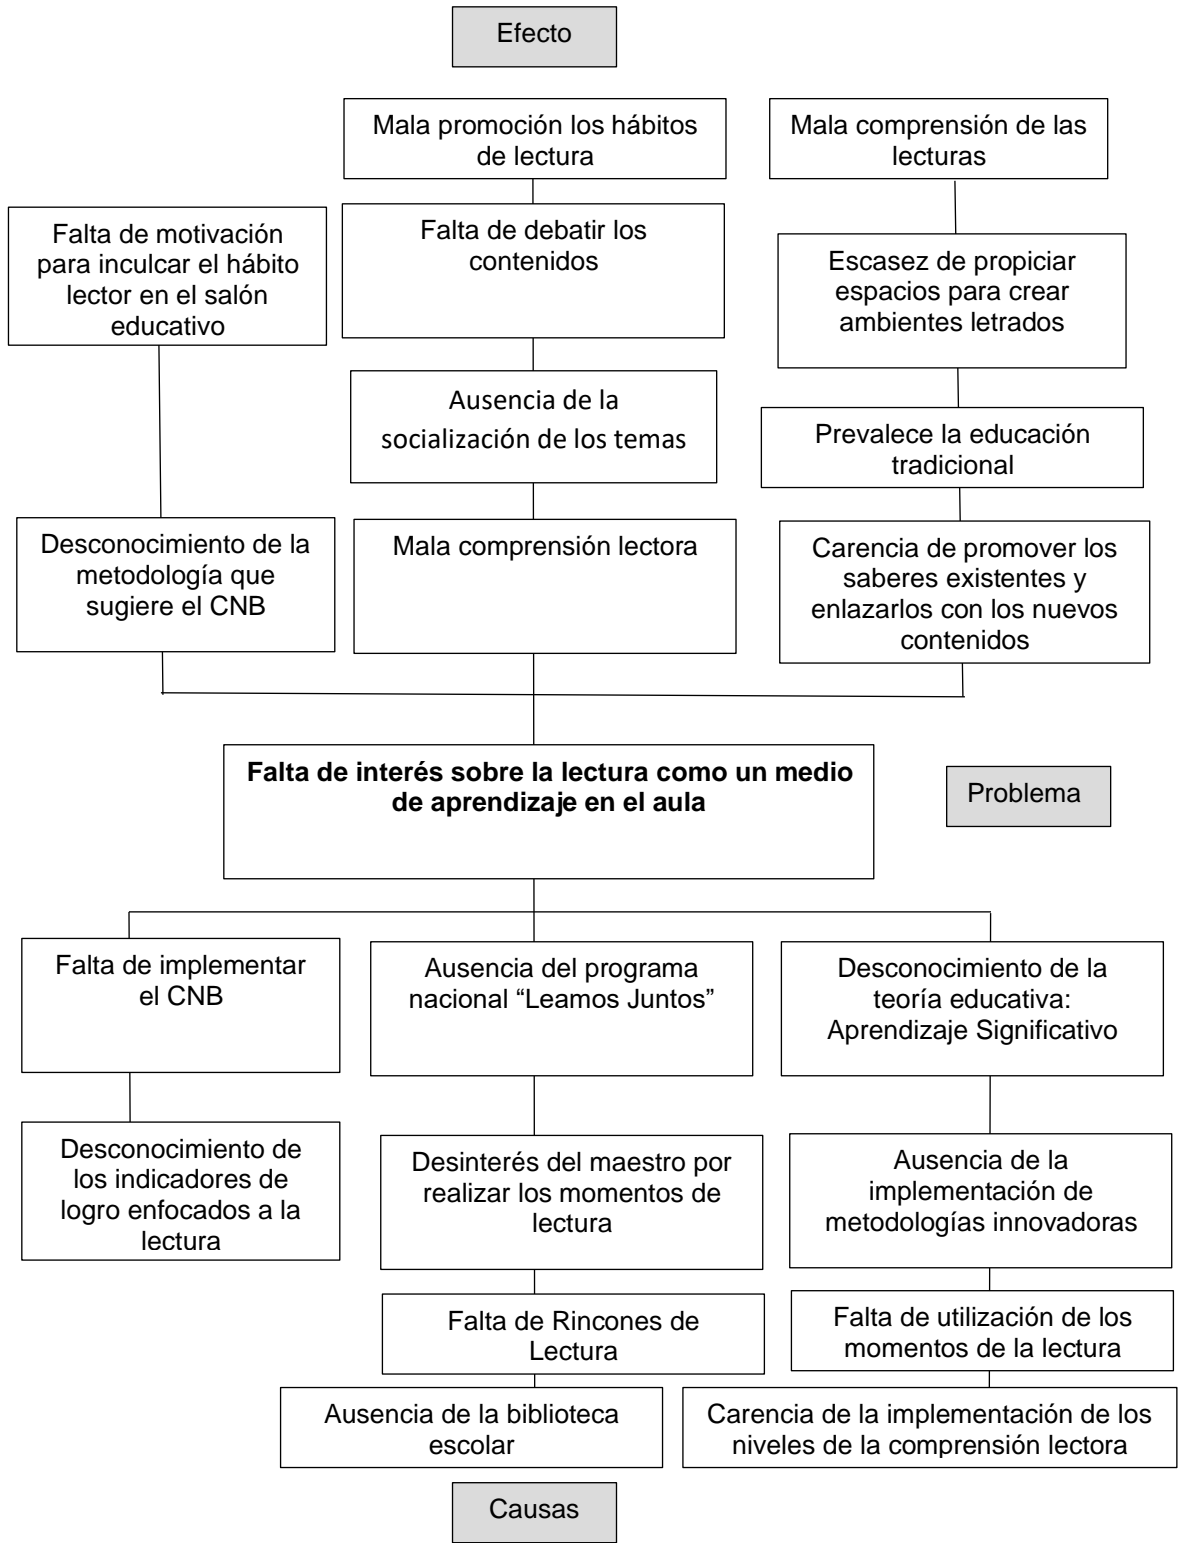 Efecto
Mala promoción los hábitos
de lectura
Mala comprensión de las
lecturas
Falta de motivación
para inculcar el hábito
lector en el salón
educativo
Falta de debatir los
contenidos
Escasez de propiciar
espacios para crear
ambientes letrados
Ausencia de la
socialización de los temas
Prevalece la educación
tradicional
Desconocimiento de la
metodología que
sugiere el CNB
Mala comprensión lectora
Carencia de promover los
saberes existentes y
enlazarlos con los nuevos
contenidos
Falta de interés sobre la lectura como un medio
de aprendizaje en el aula
Problema
Falta de implementar
el CNB
Ausencia del programa
nacional “Leamos Juntos”
Desconocimiento de la
teoría educativa:
Aprendizaje Significativo
Desconocimiento de
los indicadores de
logro enfocados a la
lectura
Desinterés del maestro por
realizar los momentos de
lectura
Ausencia de la
implementación de
metodologías innovadoras
Falta de Rincones de
Lectura
Falta de utilización de los
momentos de la lectura
Ausencia de la biblioteca
escolar
Carencia de la implementación de los
niveles de la comprensión lectora
Causas